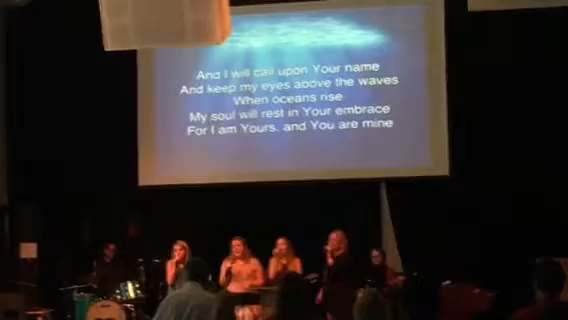 And I will call upon Your name
And keep my eyes above the waves
When oceans rise
My soul will rest in Your embrace
For I am Yours. and You are mine